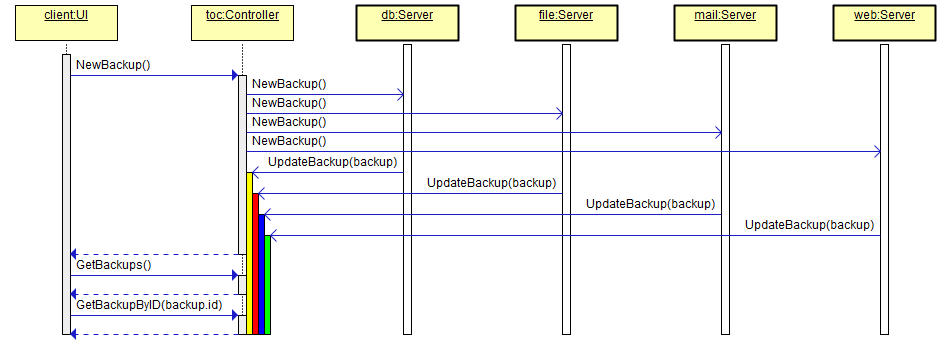 client:UI
toc:Controller
db:Server
file:Server
mail:Server
web:Server
NewBackup()
NewBackup()
NewBackup()
NewBackup()
NewBackup()
UpdateBackup(backup)
UpdateBackup(backup)
UpdateBackup(backup)
UpdateBackup(backup)
GetBackups()
GetBackupByID(backup.id)